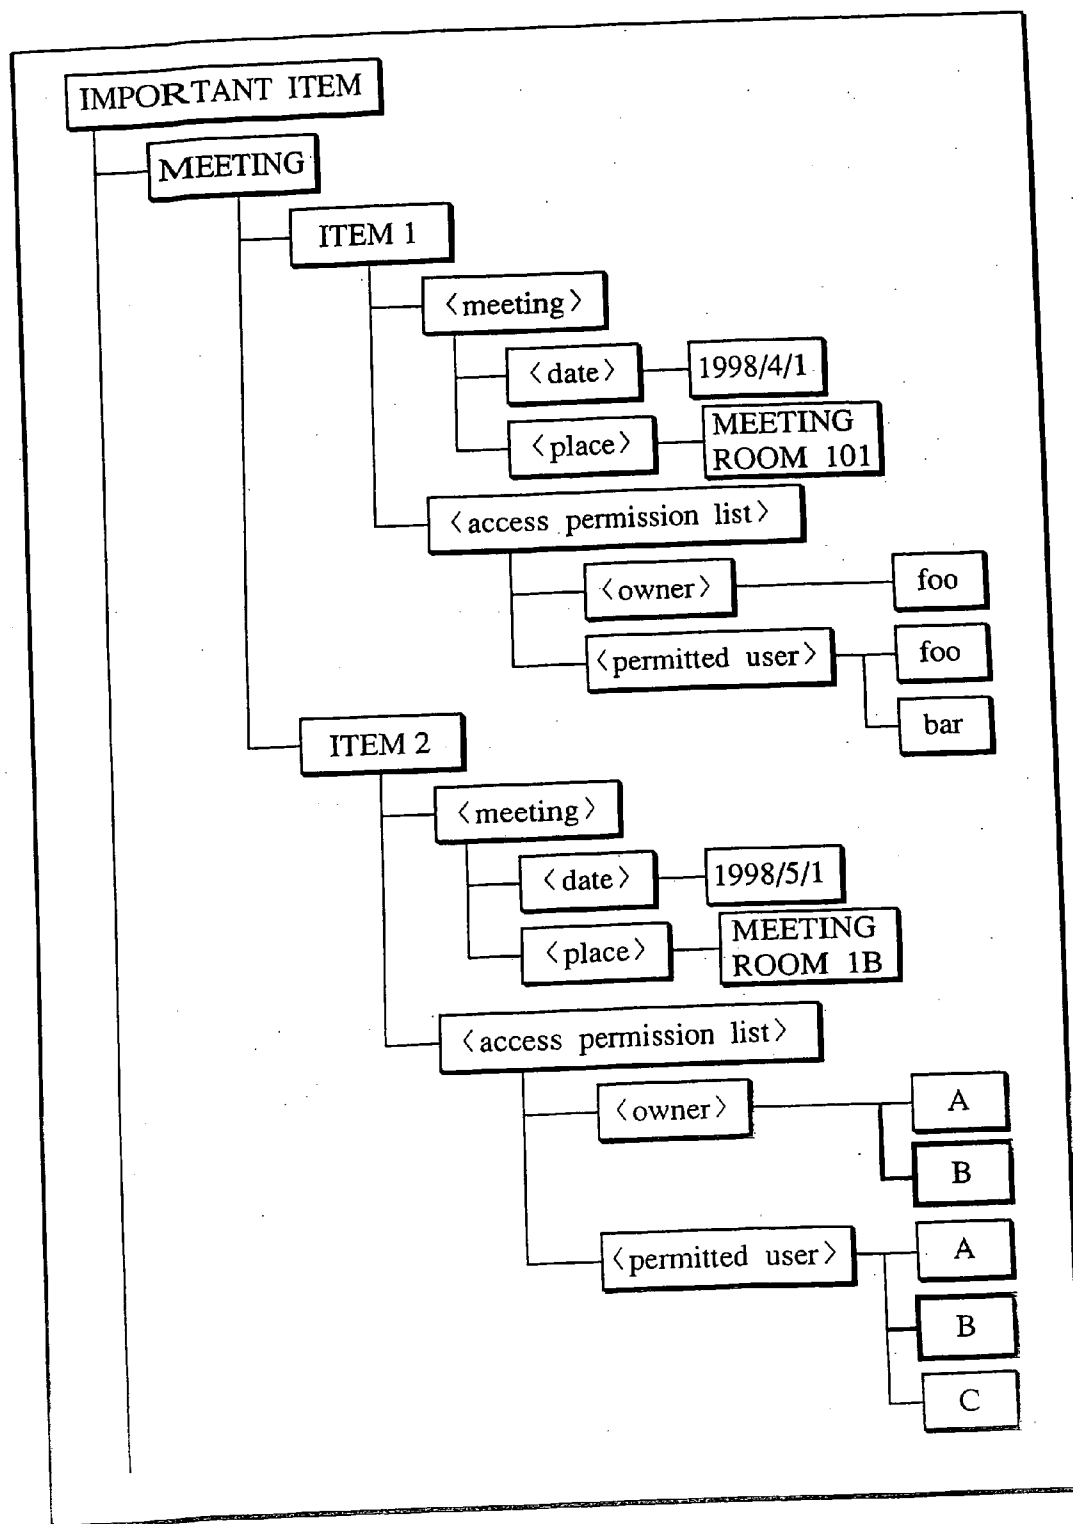 IMPORTANT ITEM
MEETING
ITEM 1
〈meeting〉
〈date〉
1998/4/1
〈place〉
MEETING
ROOM 101
〈access permission list〉
〈owner〉
foo
〈permitted user〉
foo
bar
ITEM 2
〈meeting〉
〈date〉
1998/5/1
〈place〉
MEETING
ROOM 1B
〈access permission list〉
〈owner〉
A
B
〈permitted user〉
A
B
C